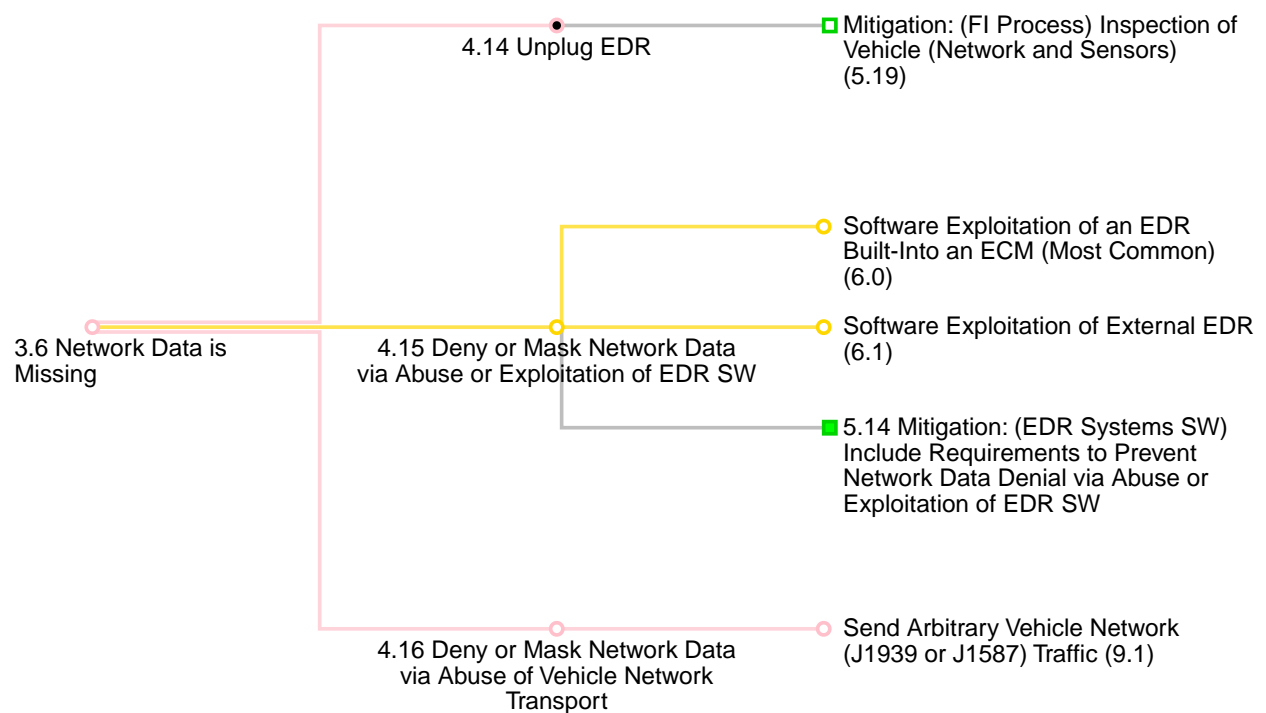 4.14 Unplug EDR
Mitigation: (FI Process) Inspection of
Vehicle (Network and Sensors)
(5.19)
Software Exploitation of an EDR
Built-Into an ECM (Most Common)
(6.0)
3.6 Network Data is
Missing
4.15 Deny or Mask Network Data
via Abuse or Exploitation of EDR SW
Software Exploitation of External EDR
(6.1)
5.14 Mitigation: (EDR Systems SW)
Include Requirements to Prevent
Network Data Denial via Abuse or
Exploitation of EDR SW
4.16 Deny or Mask Network Data
via Abuse of Vehicle Network
Transport
Send Arbitrary Vehicle Network
(J1939 or J1587) Traffic (9.1)